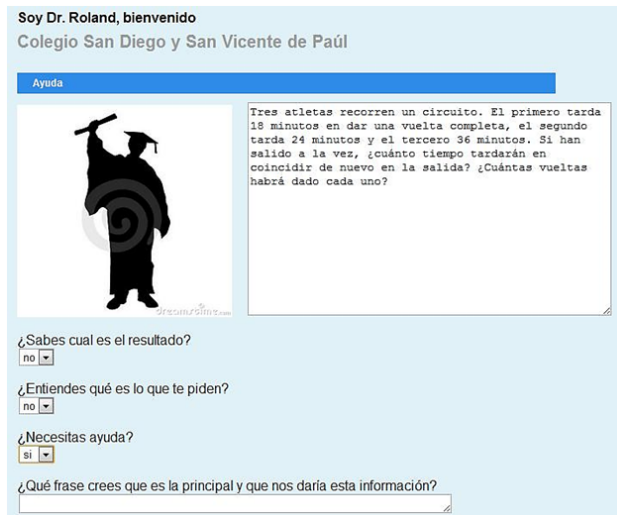 Soy Dr. Roland, bienvenido
Colegio San Diego y San Vicente de Paúl
Ayuda
Tres atletas recorren un circuito. El primero tarda
18 minutos en dar una vuelta completa, el segundo
tarda 24 minutos y el tercero 36 minutos. Si han
salido a la vez, ¿cuánto tiempo tardarán en
coincidir de nuevo en la salida? ¿Cuántas vueltas
habrá dado cada uno?
dreamstime.com
¿Sabes cual es el resultado?
no
¿Entiendes qué es lo que te piden?
no
¿Necesitas ayuda?
si
¿Qué frase crees que es la principal y que nos daría esta información?